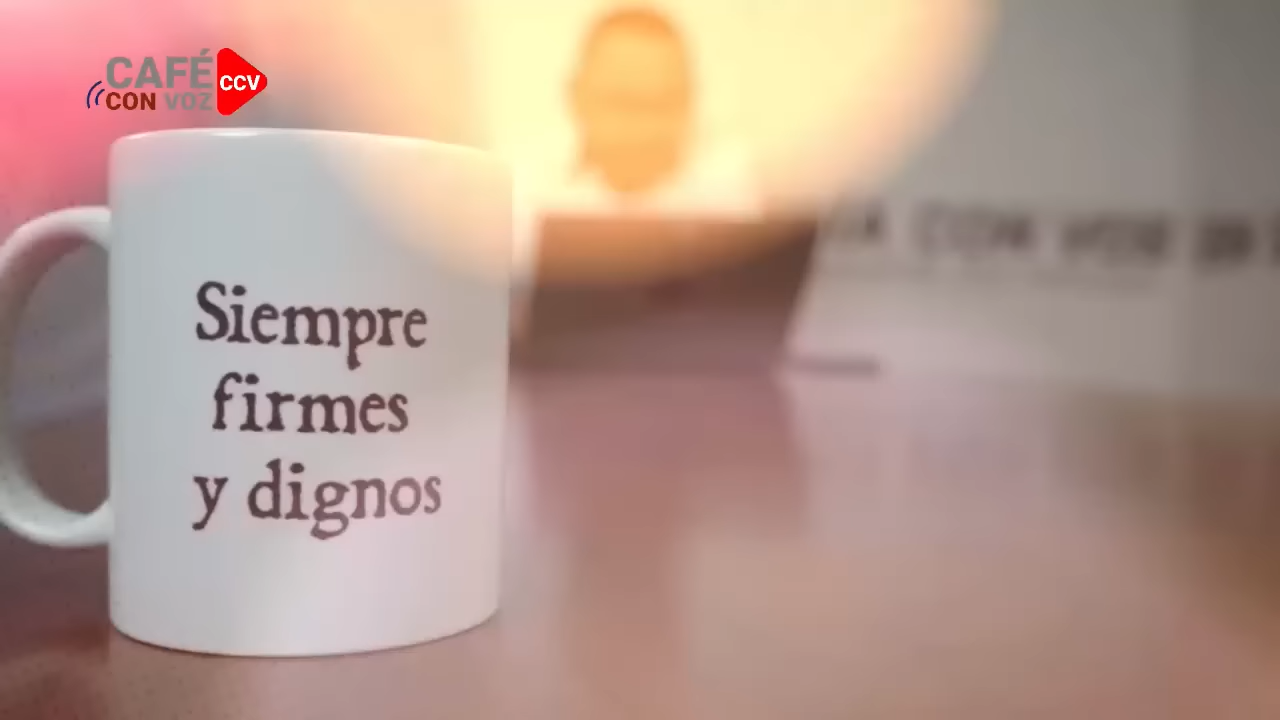 CAFÉ
CON VOZ
CCV
Siempre
firmes
y dignos